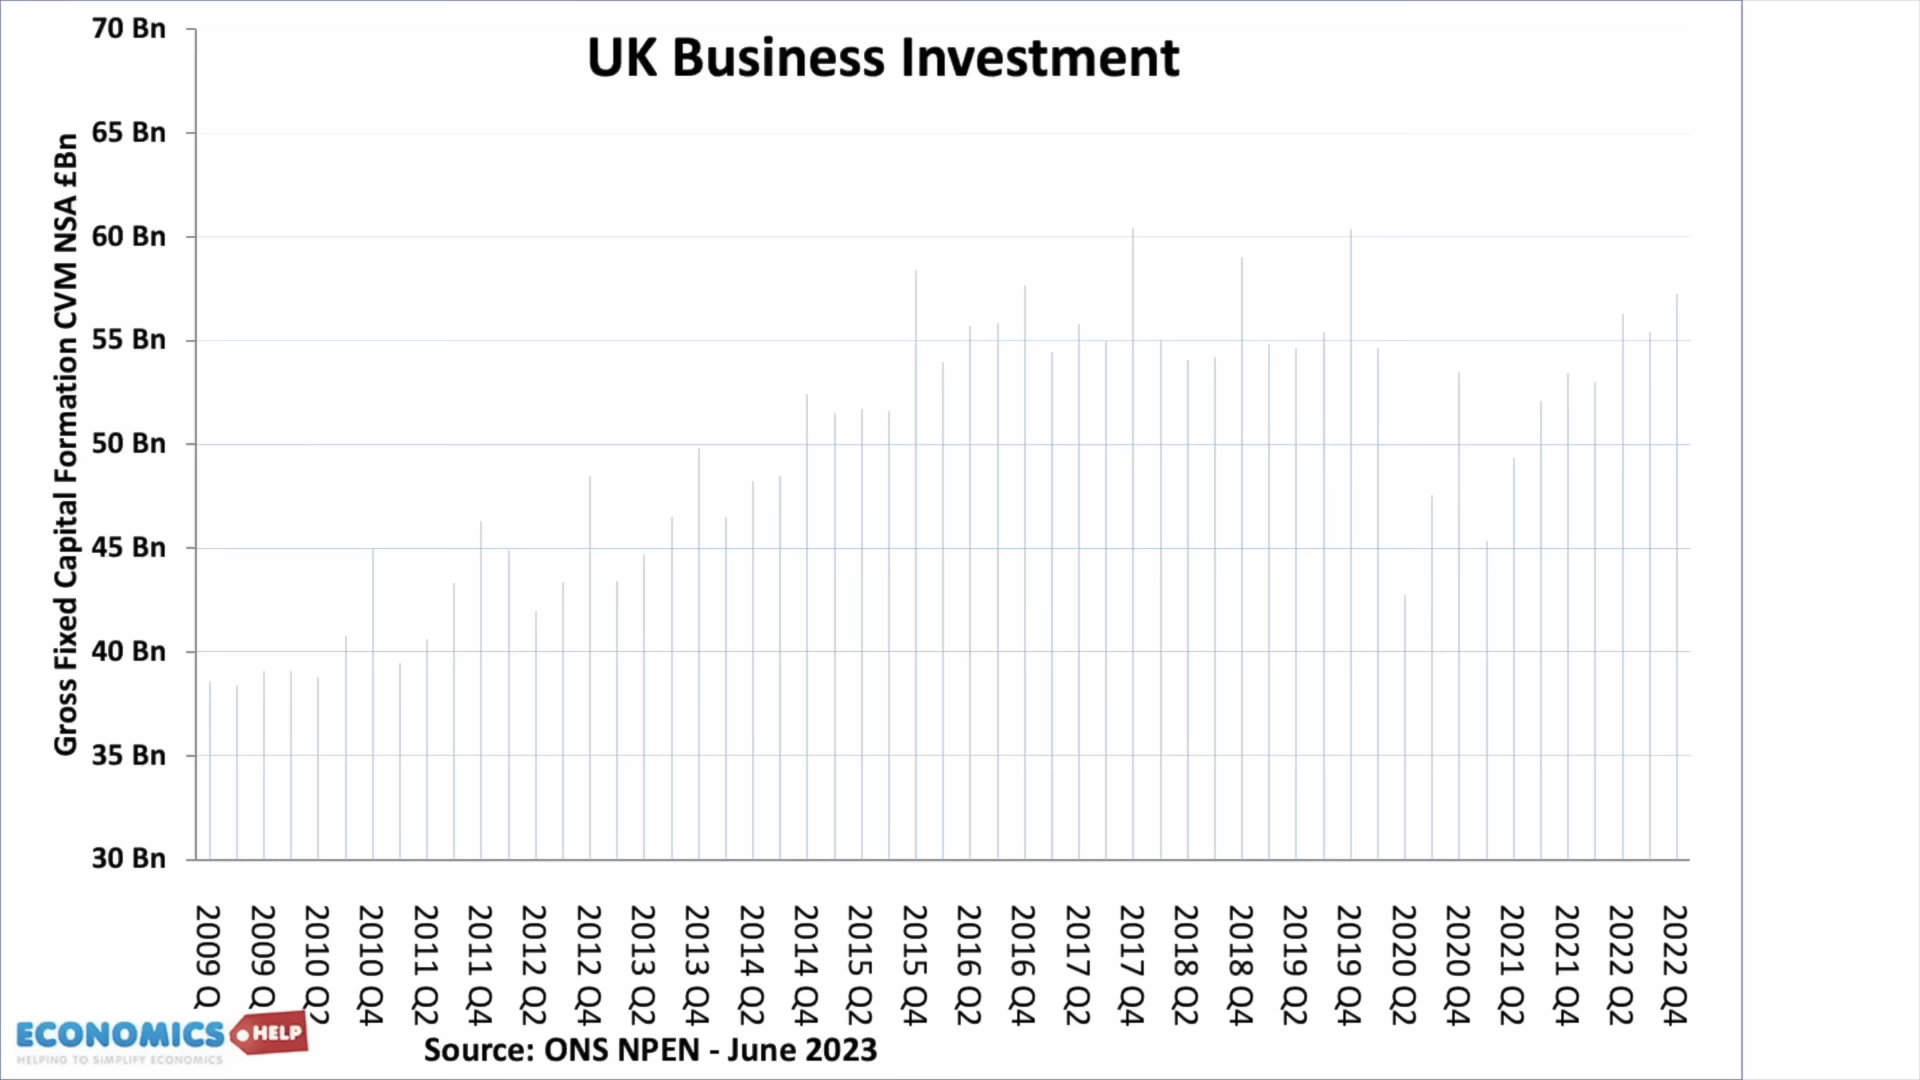 UK Business Investment
Gross Fixed Capital Formation CVM NSA £Bn
70 Bn
65 Bn
60 Bn
55 Bn
50 Bn
45 Bn
40 Bn
35 Bn
30 Bn
2009 Q
2009 Q
2010 Q2
2010 Q4
2011 Q2
2011 Q4
2012 Q2
2012 Q4
2013 Q2
2013 Q4
2014 Q2
2014 Q4
2015 Q2
2015 Q4
2016 Q2
2016 Q4
2017 Q2
2017 Q4
2018 Q2
2018 Q4
2019 Q2
2019 Q4
2020 Q2
2020 Q4
2021 Q2
2021 Q4
2022 Q2
2022 Q4
ECONOMICS HELP
HELPING TO SIMPLIFY ECONOMICS
Source: ONS NPEN - June 2023